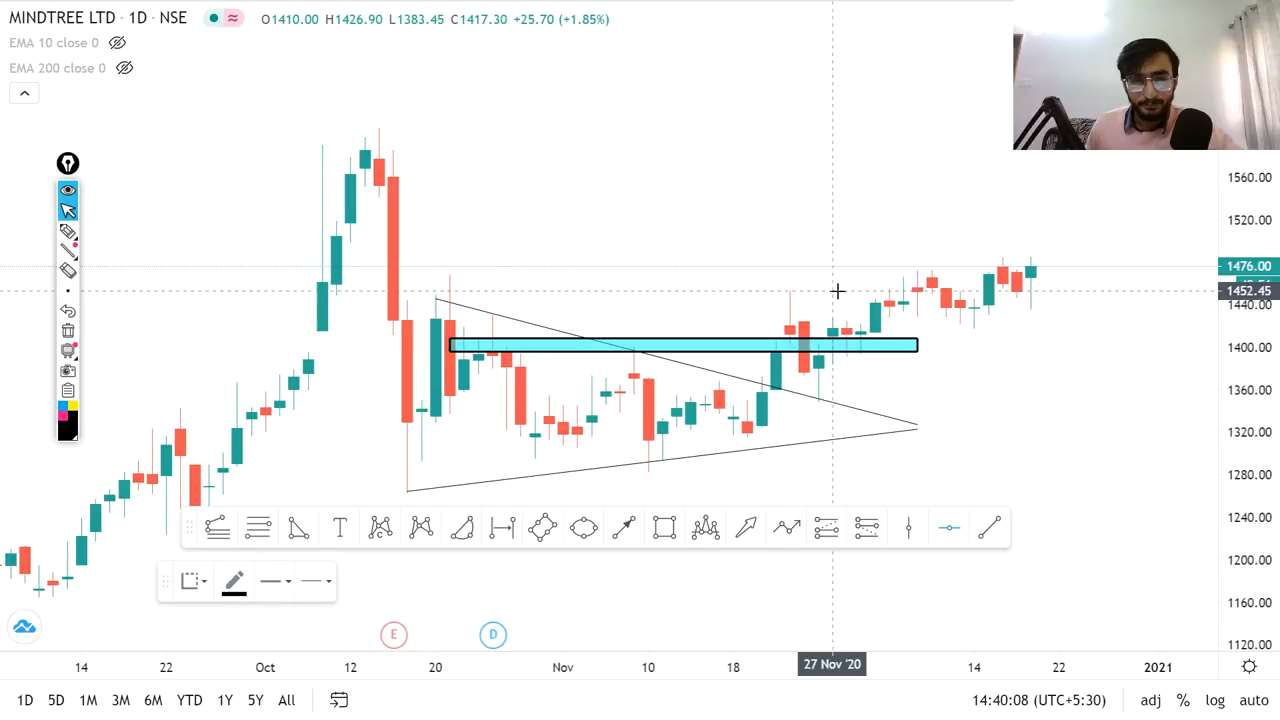 MINDTREE LTD · 1D · NSE
O1410.00 H1426.90 L1383.45 C1417.30 +25.70 (+1.85%)
EMA 10 close 0
EMA 200 close 0
1560.00
1520.00
1476.00
1452.45
1440.00
1400.00
1360.00
1320.00
1280.00
1240.00
1200.00
1160.00
1120.00
T
C
E
D
14 22 Oct 12 20 Nov 10 18 27 Nov '20 14 22 2021
1D 5D 1M 3M 6M YTD 1Y 5Y All 14:40:08 (UTC+5:30) adj % log auto